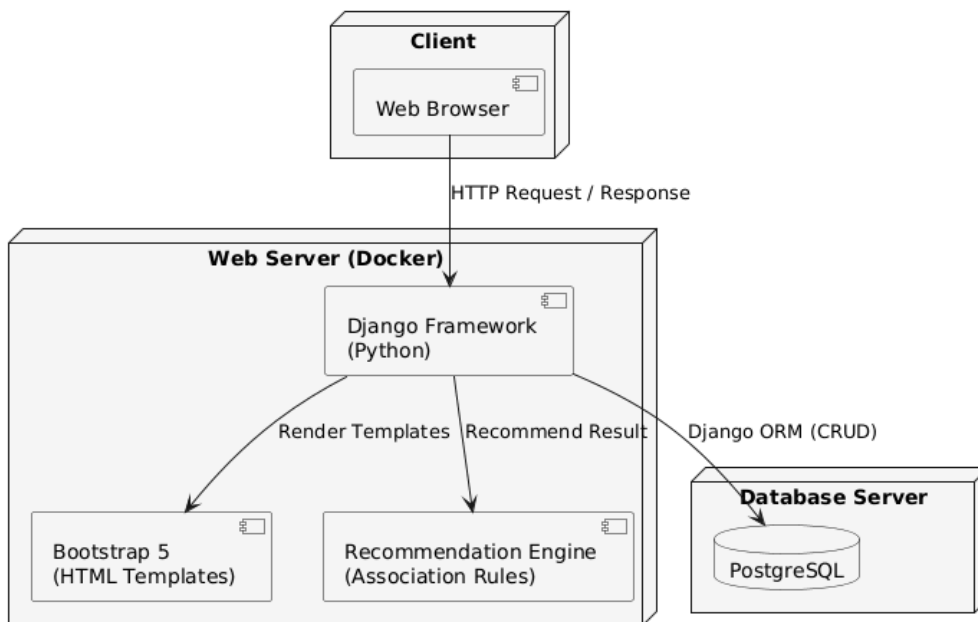 Client
Web Browser
HTTP Request / Response
Web Server (Docker)
Django Framework
(Python)
Render Templates
Recommend Result
Django ORM (CRUD)
Database Server
Bootstrap 5
(HTML Templates)
Recommendation Engine
(Association Rules)
PostgreSQL